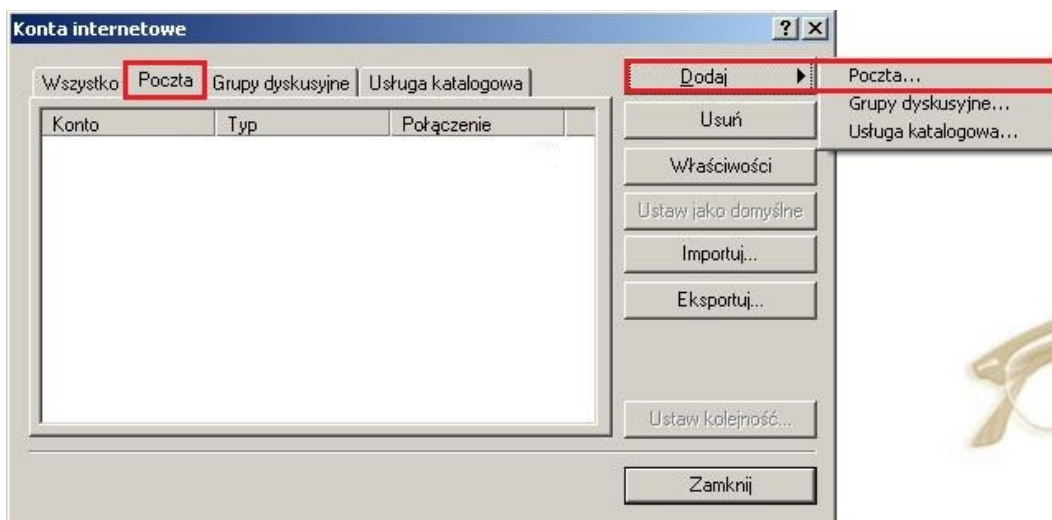 Konta internetowe
Wszystko Poczta Grupy dyskusyjne Usługa katalogowa
Konto Typ Połączenie
Dodaj
Usuń
Właściwości
Ustaw jako domyślne
Importuj...
Eksportuj...
Ustaw kolejność...
Zamknij
Poczta...
Grupy dyskusyjne...
Usługa katalogowa...